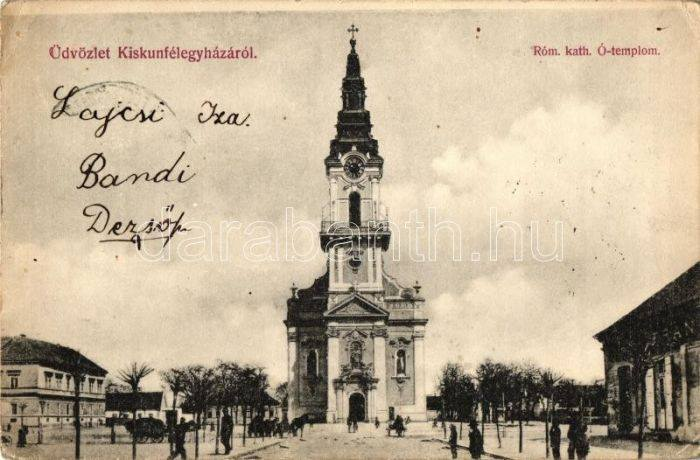 Üdvözlet Kiskunfélegyházáról.
Róm. kath. Ó-templom.
Lajcsi Iza.
Bandi
Dezső
darabanth.hu